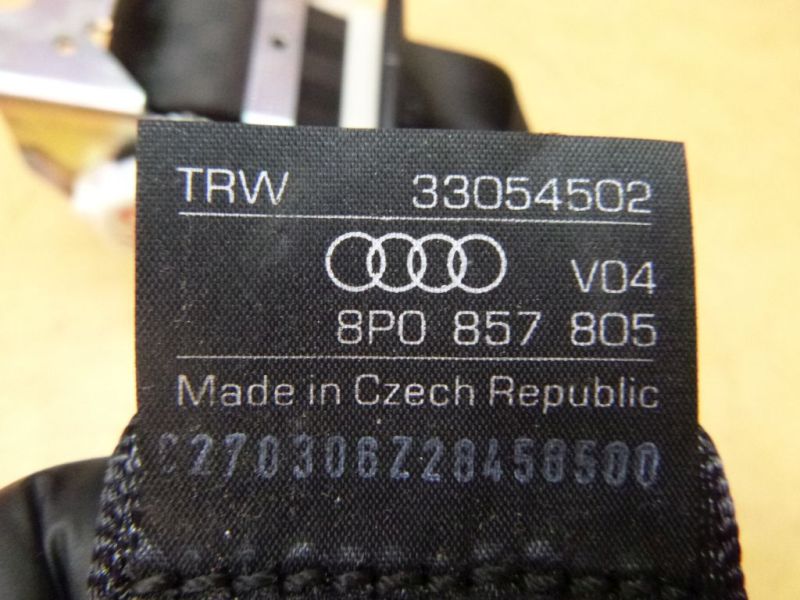 TRW 33054502
V04
8P0 857 805
Made in Czech Republic